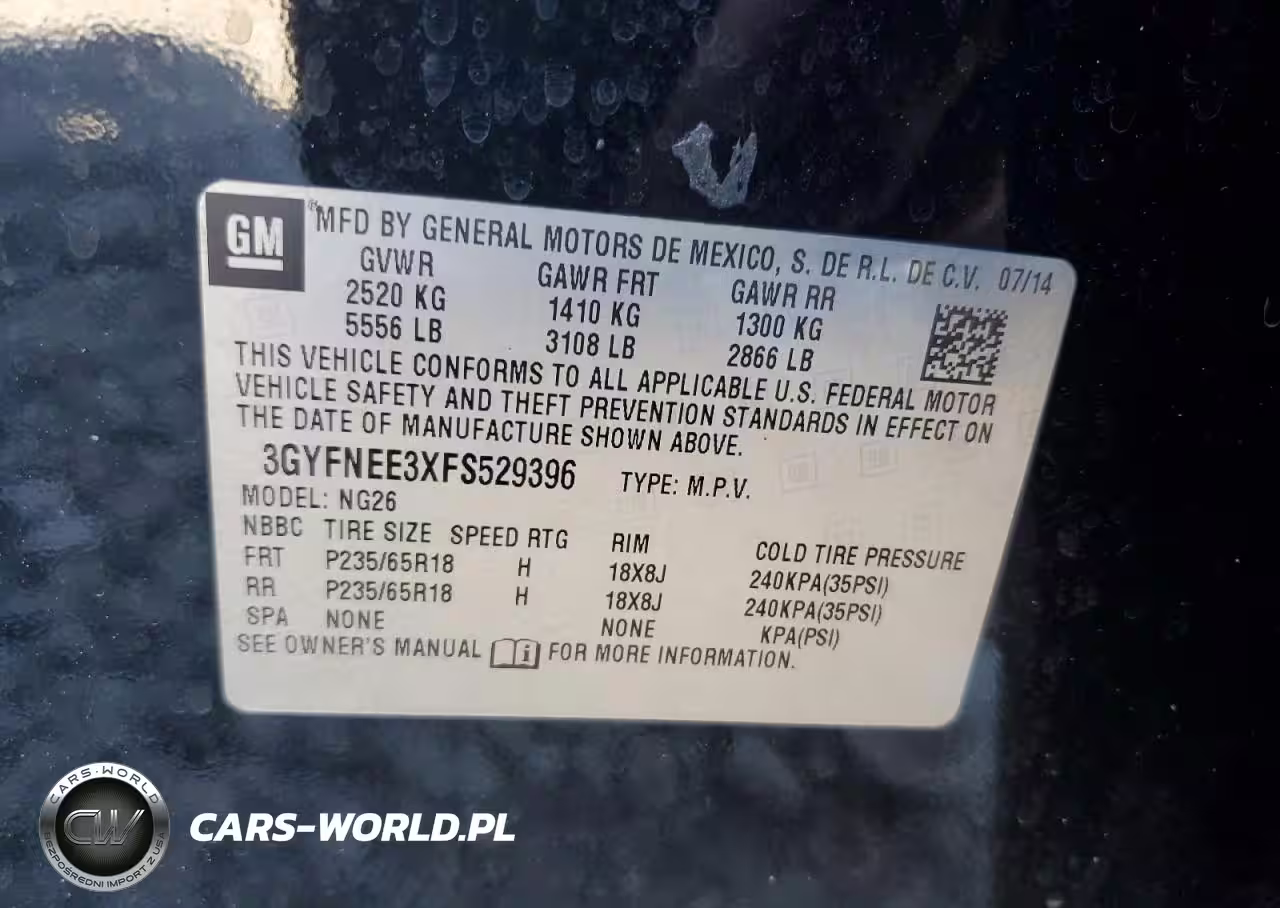 GM ® MFD BY GENERAL MOTORS DE MEXICO, S. DE R.L. DE C.V. 07/14
GVWR GAWR FRT GAWR RR
2520 KG 1410 KG 1300 KG
5556 LB 3108 LB 2866 LB
THIS VEHICLE CONFORMS TO ALL APPLICABLE U.S. FEDERAL MOTOR
VEHICLE SAFETY AND THEFT PREVENTION STANDARDS IN EFFECT ON
THE DATE OF MANUFACTURE SHOWN ABOVE.
3GYFNEE3XFS529396 TYPE: M.P.V.
MODEL: NG26
NBBC TIRE SIZE SPEED RTG RIM COLD TIRE PRESSURE
FRT P235/65R18 H 18X8J 240KPA(35PSI)
RR P235/65R18 H 18X8J 240KPA(35PSI)
SPA NONE NONE KPA(PSI)
SEE OWNER'S MANUAL i FOR MORE INFORMATION.
CARS-WORLD
CW
BEZPOŚREDNI IMPORT Z USA
CARS-WORLD.PL